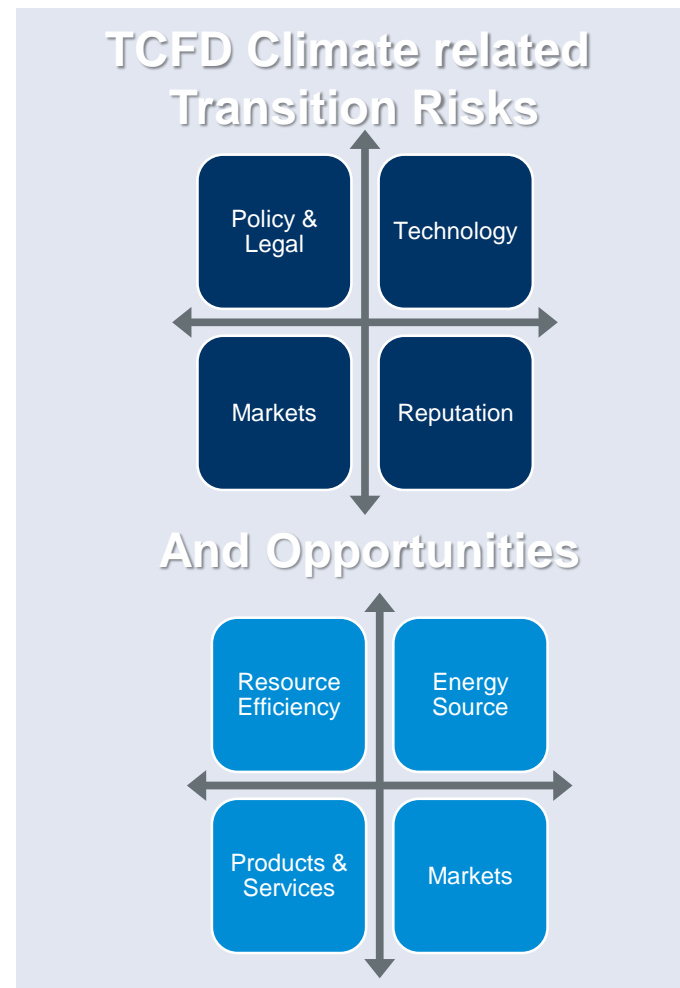 TCFD Climate related
Transition Risks
Policy &
Legal
Technology
Markets
Reputation
And Opportunities
Resource
Efficiency
Energy
Source
Products &
Services
Markets